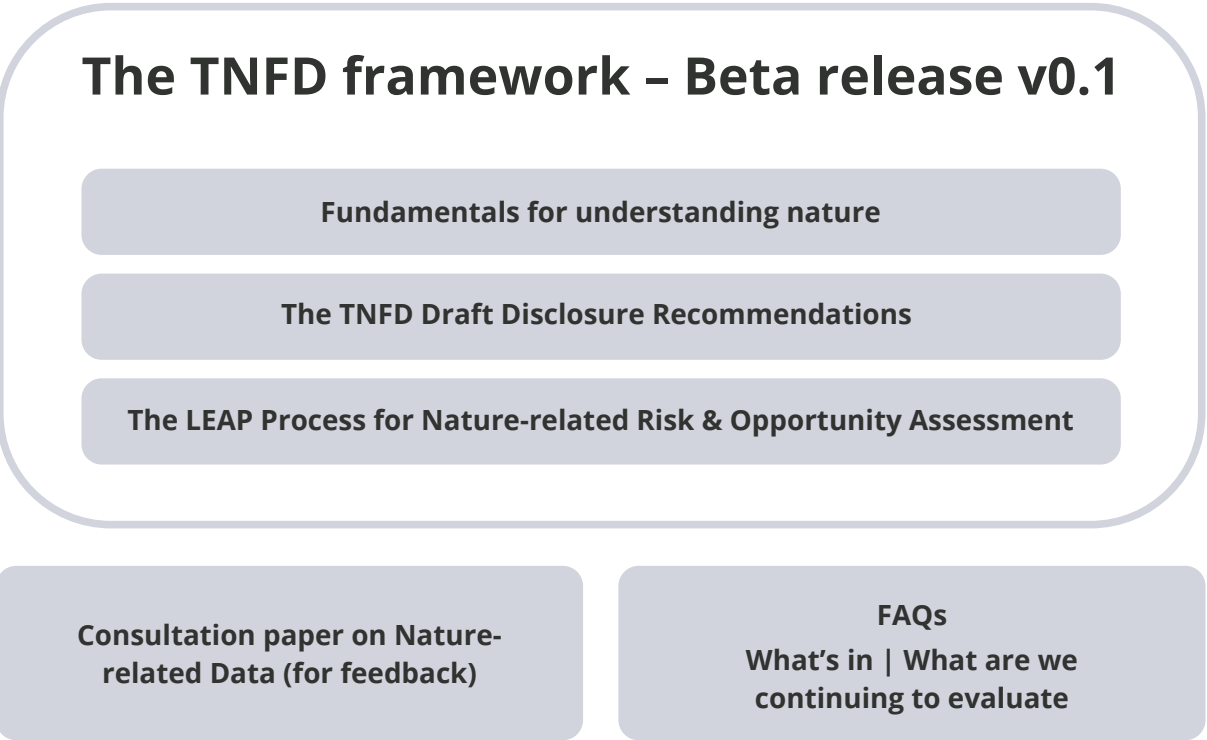 The TNFD framework – Beta release v0.1
Fundamentals for understanding nature
The TNFD Draft Disclosure Recommendations
The LEAP Process for Nature-related Risk & Opportunity Assessment
Consultation paper on Nature-
related Data (for feedback)
FAQs
What’s in | What are we
continuing to evaluate